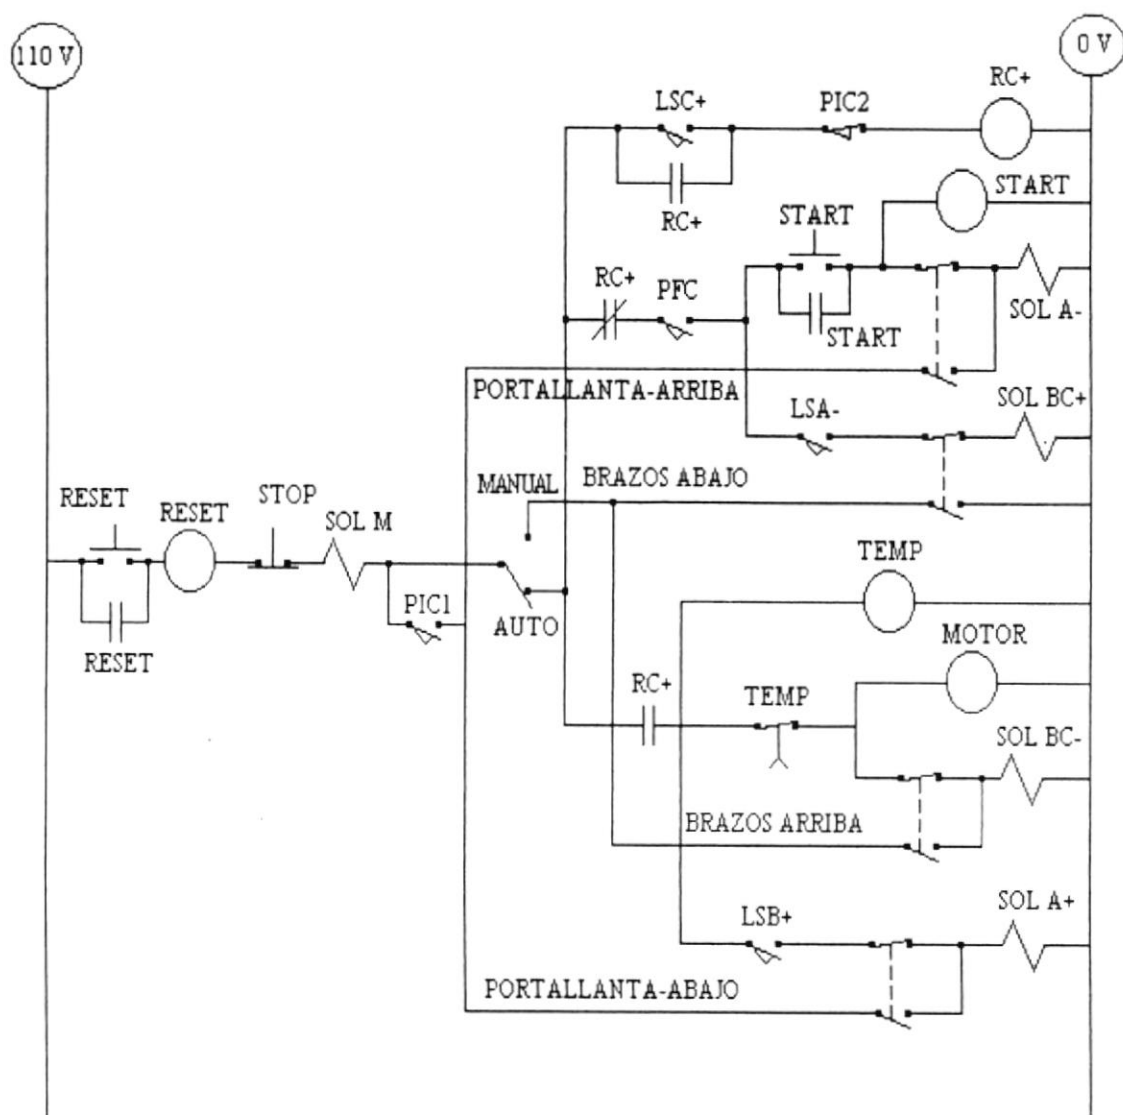 110 V
0 V
RC+
LSC+
PIC2
RC+
START
START
RC+
PFC
START
SOL A-
PORTALLANTA-ARRIBA
LSA-
SOL BC+
MANUAL
BRAZOS ABAJO
RESET
RESET
STOP
SOL M
TEMP
PIC1
AUTO
RESET
MOTOR
RC+
TEMP
SOL BC-
BRAZOS ARRIBA
LSB+
SOL A+
PORTALLANTA-ABAJO